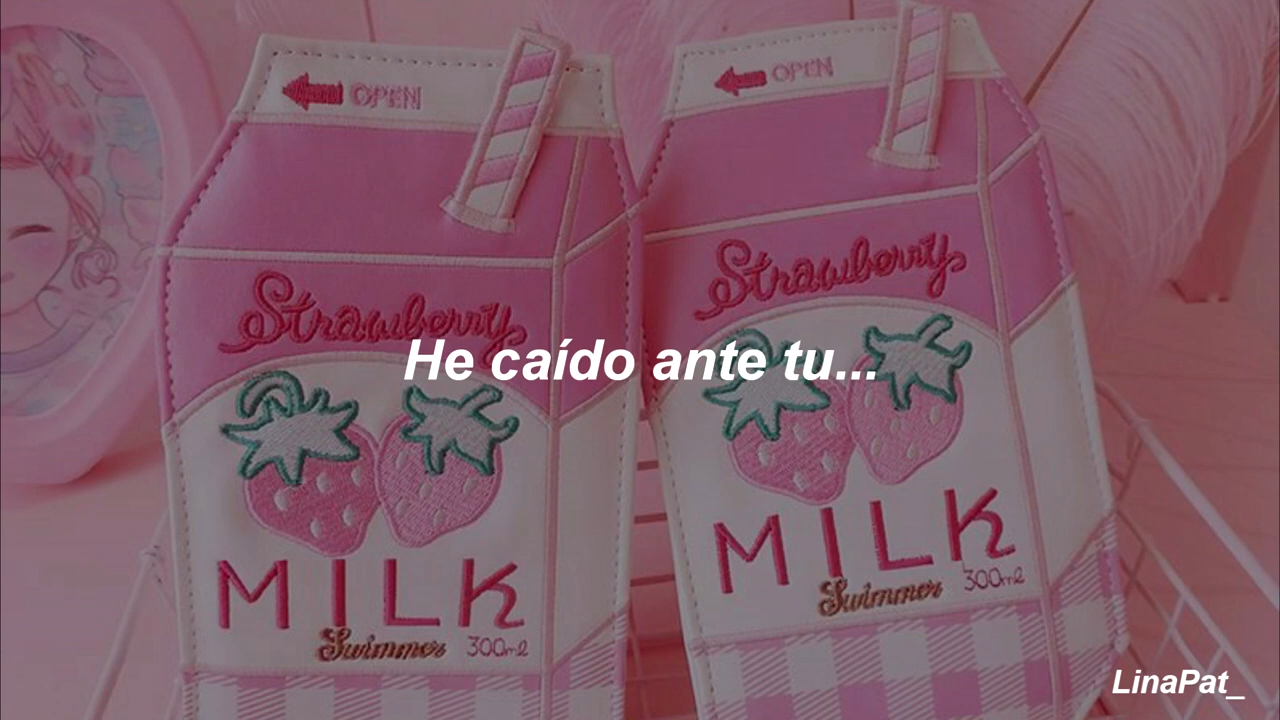 OPEN
OPEN
Strawberry
Strawberry
He caído ante tu...
MILK
Swimmer 300ml
MILK
Swimmer 300ml
LinaPat_